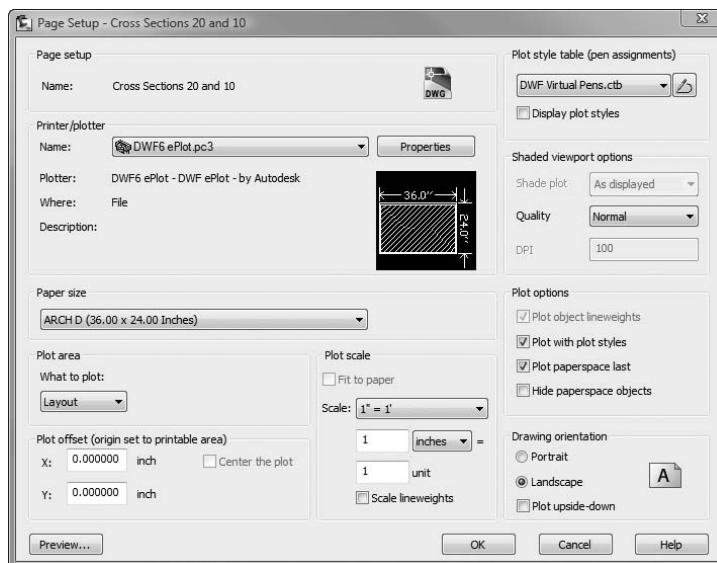 Page Setup - Cross Sections 20 and 10
Page setup
Name: Cross Sections 20 and 10
DWG
Printer/plotter
Name: DWF6 ePlot.pc3 Properties
Plotter: DWF6 ePlot - DWF ePlot - by Autodesk
Where: File
Description:
36.0''
24.0''
Paper size
ARCH D (36.00 x 24.00 Inches)
Plot area
What to plot:
Layout
Plot offset (origin set to printable area)
X: 0.000000 inch Center the plot
Y: 0.000000 inch
Plot scale
Fit to paper
Scale: 1" = 1'
1 inches =
1 unit
Scale lineweights
Plot style table (pen assignments)
DWF Virtual Pens.ctb
Display plot styles
Shaded viewport options
Shade plot As displayed
Quality Normal
DPI 100
Plot options
Plot object lineweights
Plot with plot styles
Plot paperspace last
Hide paperspace objects
Drawing orientation
Portrait
Landscape
Plot upside-down
A
Preview... OK Cancel Help